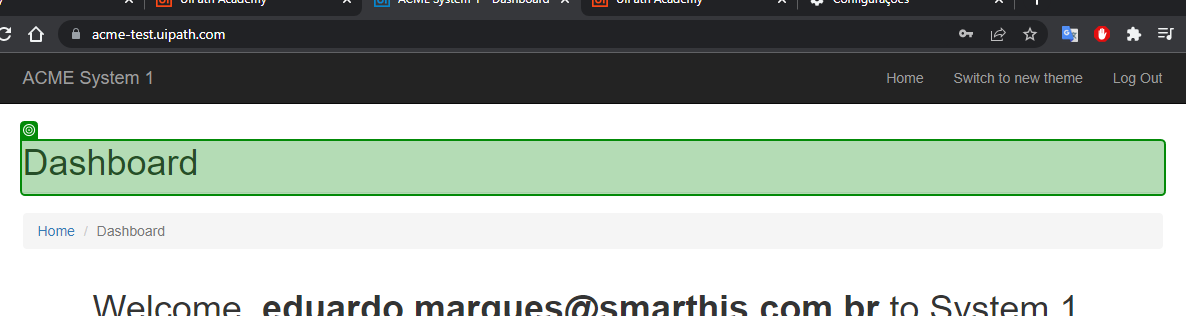 UiPath Academy
ACME System 1 - Dashboard
UiPath Academy
Configurações
acme-test.uipath.com
ACME System 1
Home
Switch to new theme
Log Out
Dashboard
Home / Dashboard
Welcome, eduardo.marques@smarthis.com.br to System 1